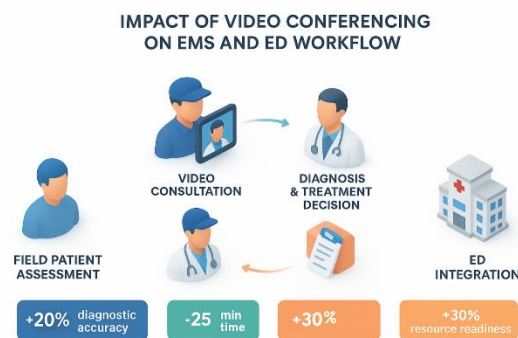 IMPACT OF VIDEO CONFERENCING
ON EMS AND ED WORKFLOW
VIDEO
CONSULTATION
DIAGNOSIS
& TREATMENT
DECISION
FIELD PATIENT
ASSESSMENT
ED
INTEGRATION
+20% diagnostic
accuracy
-25 min
time
+30%
+30%
resource readiness